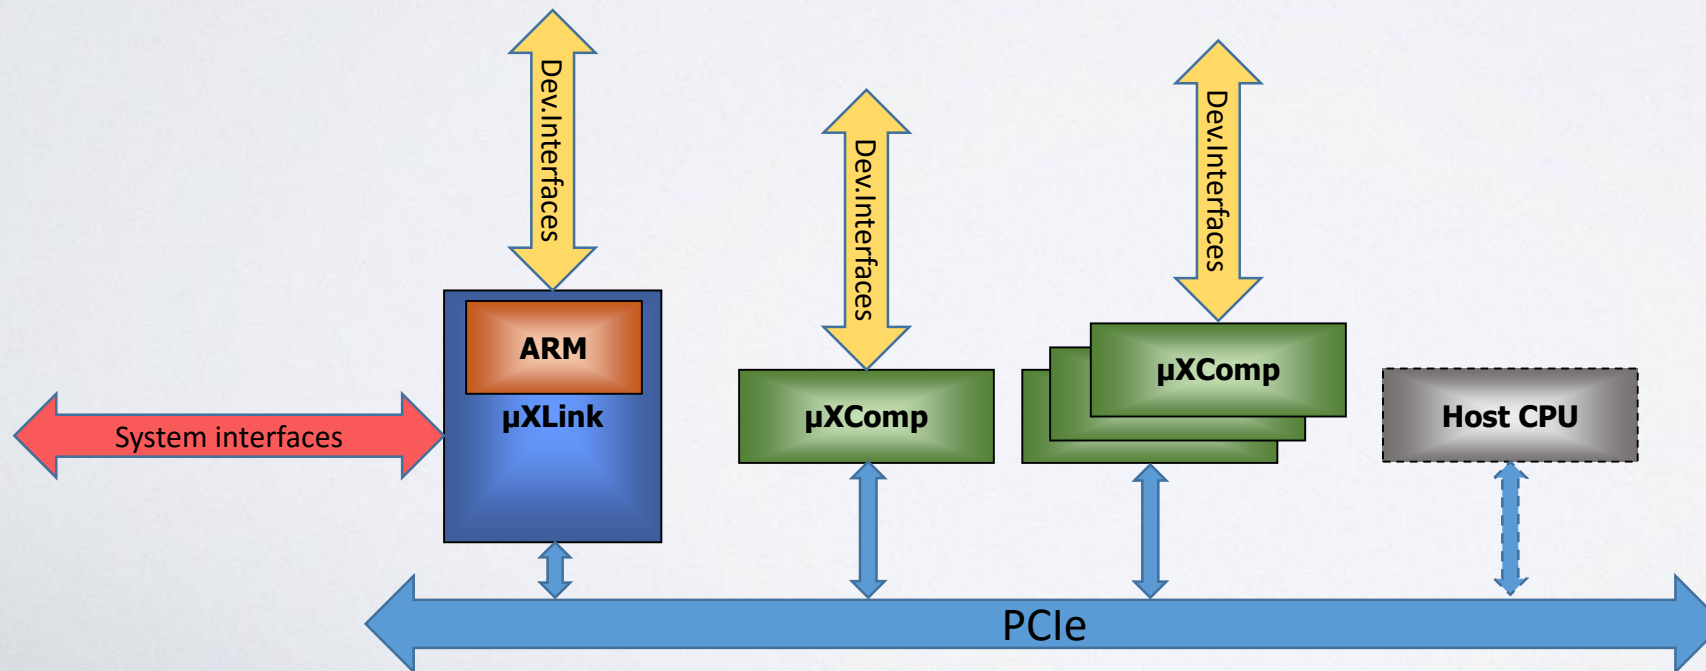 Dev.Interfaces
Dev.Interfaces
Dev.Interfaces
ARM
µXLink
µXComp
µXComp
Host CPU
System interfaces
PCIe